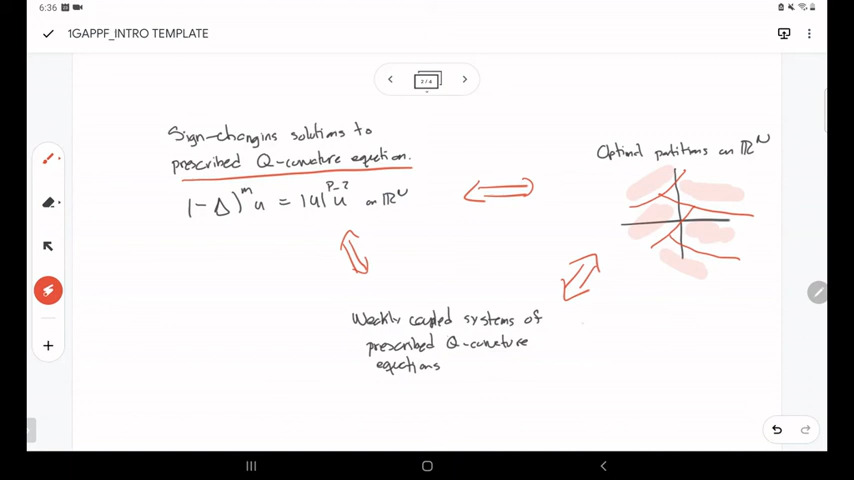 6:36
1GAPPF_INTRO TEMPLATE
2/4
Sign-changing solutions to
prescribed Q-curvature equation.
(-Δ)^m u = |u|^{p-2} u on ℝ^N
Optimal partitions on ℝ^N
Weakly coupled systems of
prescribed Q-curvature
equations